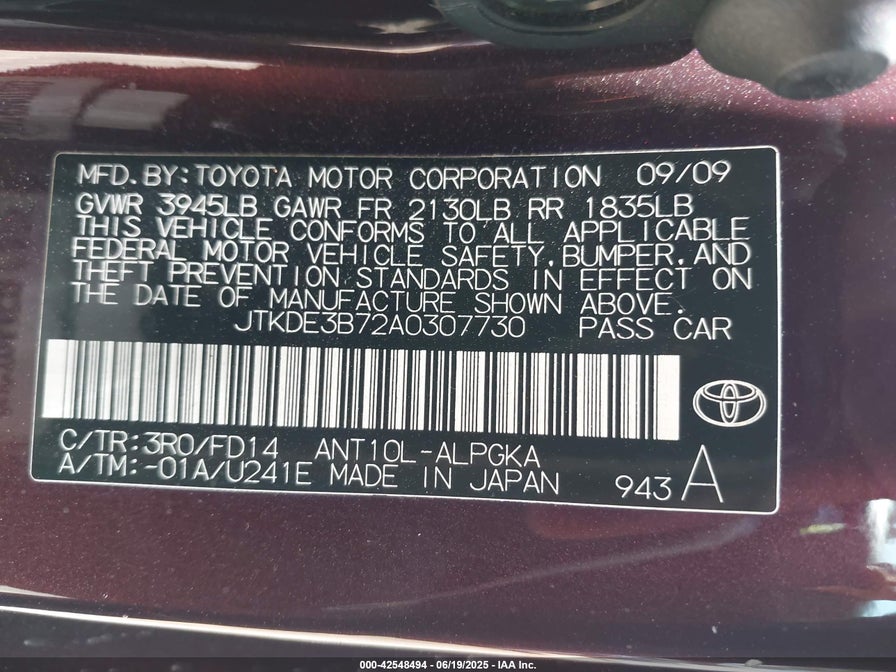 MFD.BY:TOYOTA MOTOR CORPORATION 09/09
GVWR 3945LB GAWR FR 2130LB RR 1835LB
THIS VEHICLE CONFORMS TO ALL APPLICABLE
FEDERAL MOTOR VEHICLE SAFETY,BUMPER,AND
THEFT PREVENTION STANDARDS IN EFFECT ON
THE DATE OF MANUFACTURE SHOWN ABOVE.
JTKDE3B72A0307730 PASS CAR
C/TR:3R0/FD14 ANT10L-ALPGKA
A/TM:-01A/U241E MADE IN JAPAN 943 A
000-42548494 - 06/19/2025 - IAA Inc.